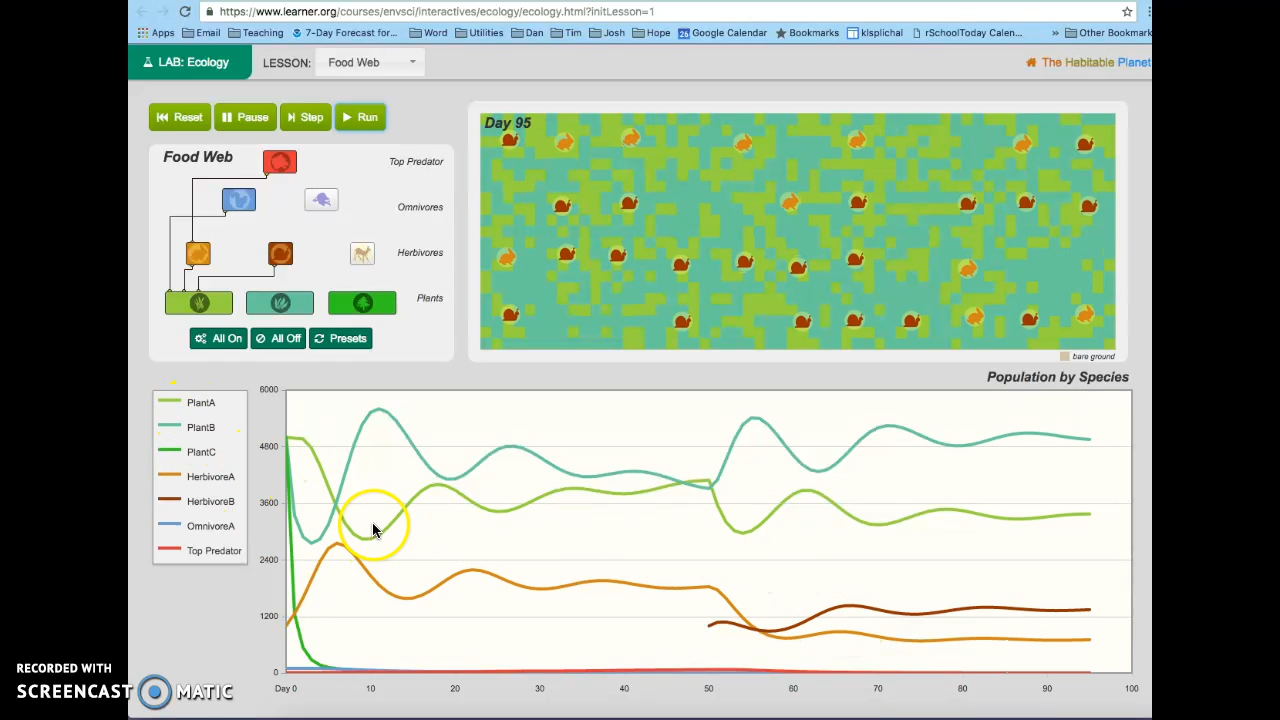 https://www.learner.org/courses/envsci/interactives/ecology/ecology.html?initLesson=1
Apps Email Teaching 7-Day Forecast for... Word Utilities Dan Tim Josh Hope 26 Google Calendar Bookmarks klsplichal rSchoolToday Calen... » Other Bookmark
LAB: Ecology LESSON: Food Web The Habitable Planet
Reset Pause Step Run
Day 95
Food Web
Top Predator
Omnivores
Herbivores
Plants
All On All Off Presets
bare ground
Population by Species
PlantA
PlantB
PlantC
HerbivoreA
HerbivoreB
OmnivoreA
Top Predator
6000
4800
3600
2400
1200
0
Day 0 10 20 30 40 50 60 70 80 90 100
RECORDED WITH
SCREENCAST MATIC